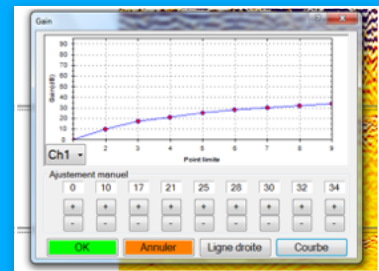 Gain
90
80
70
60
50
40
30
20
10
0
Gain(dB)
2 3 4 5 6 7 8 9
Point limite
Ch1
Ajustement manuel
0 10 17 21 25 28 30 32 34
+ + + + + + + + +
- - - - - - - - -
OK Annuler Ligne droite Courbe